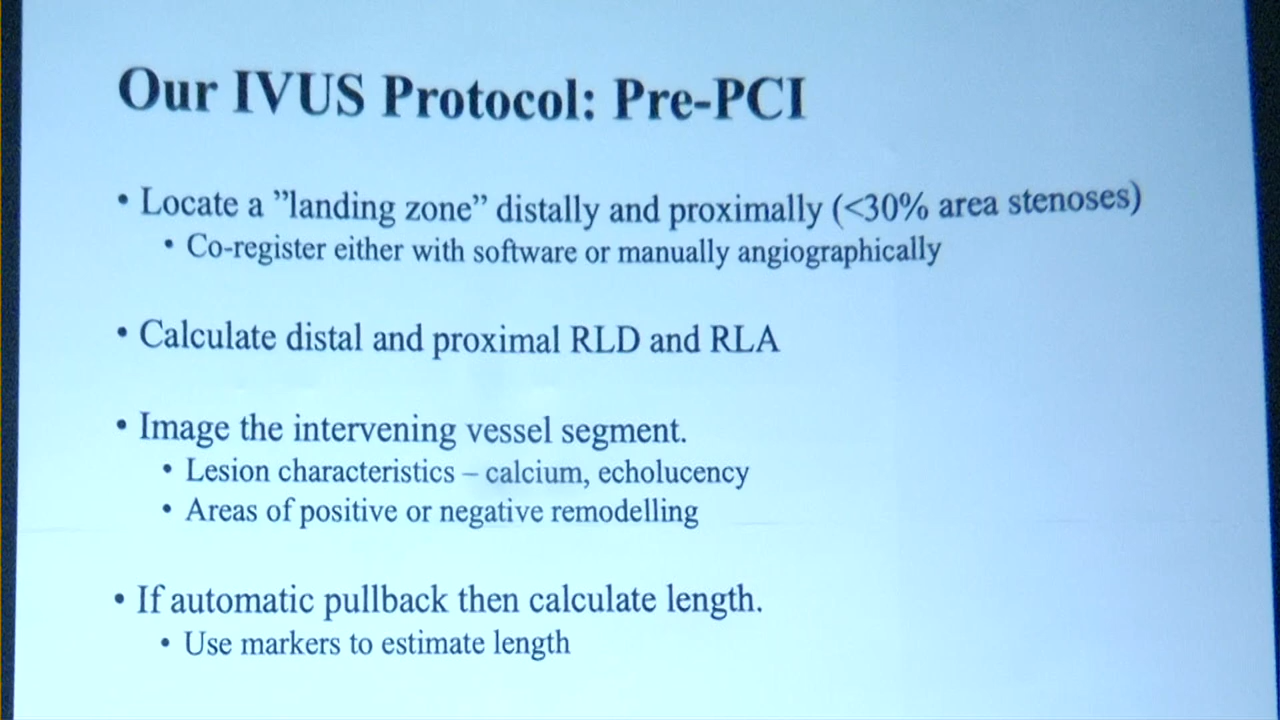 Our IVUS Protocol: Pre-PCI
• Locate a ”landing zone” distally and proximally (<30% area stenoses)
• Co-register either with software or manually angiographically
• Calculate distal and proximal RLD and RLA
• Image the intervening vessel segment.
• Lesion characteristics – calcium, echolucency
• Areas of positive or negative remodelling
• If automatic pullback then calculate length.
• Use markers to estimate length